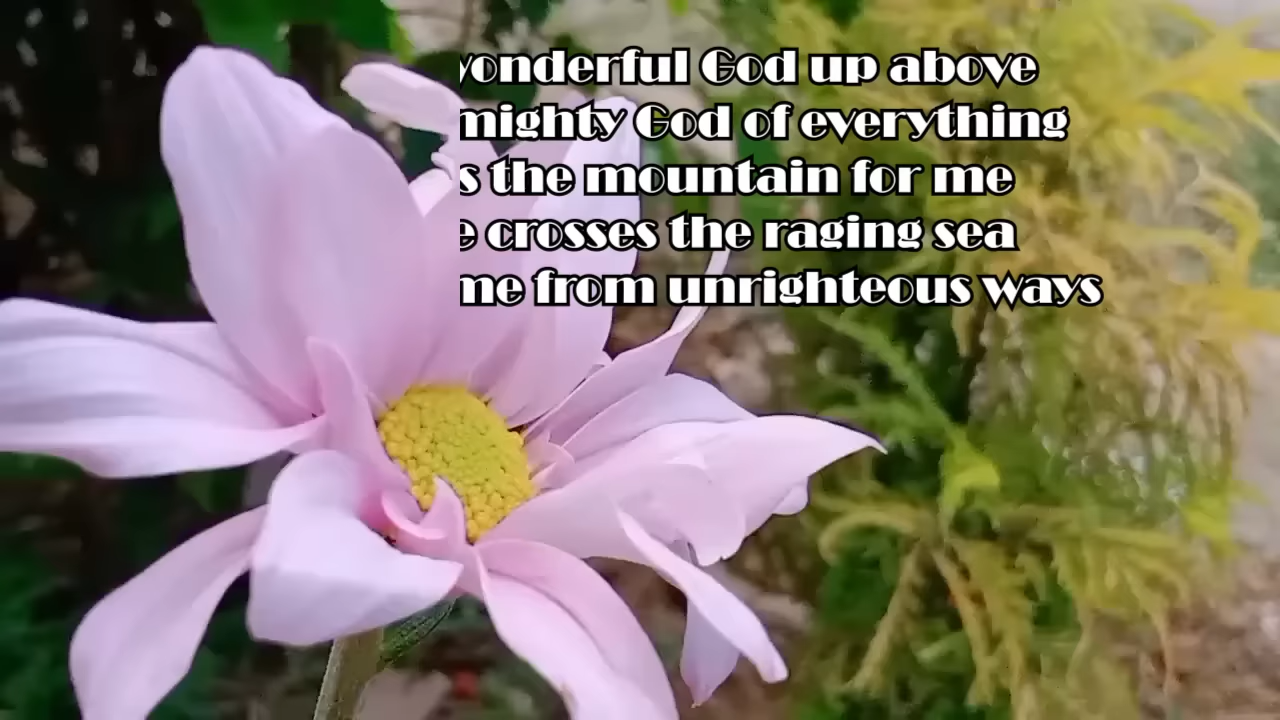 wonderful God up above
mighty God of everything
s the mountain for me
e crosses the raging sea
me from unrighteous ways